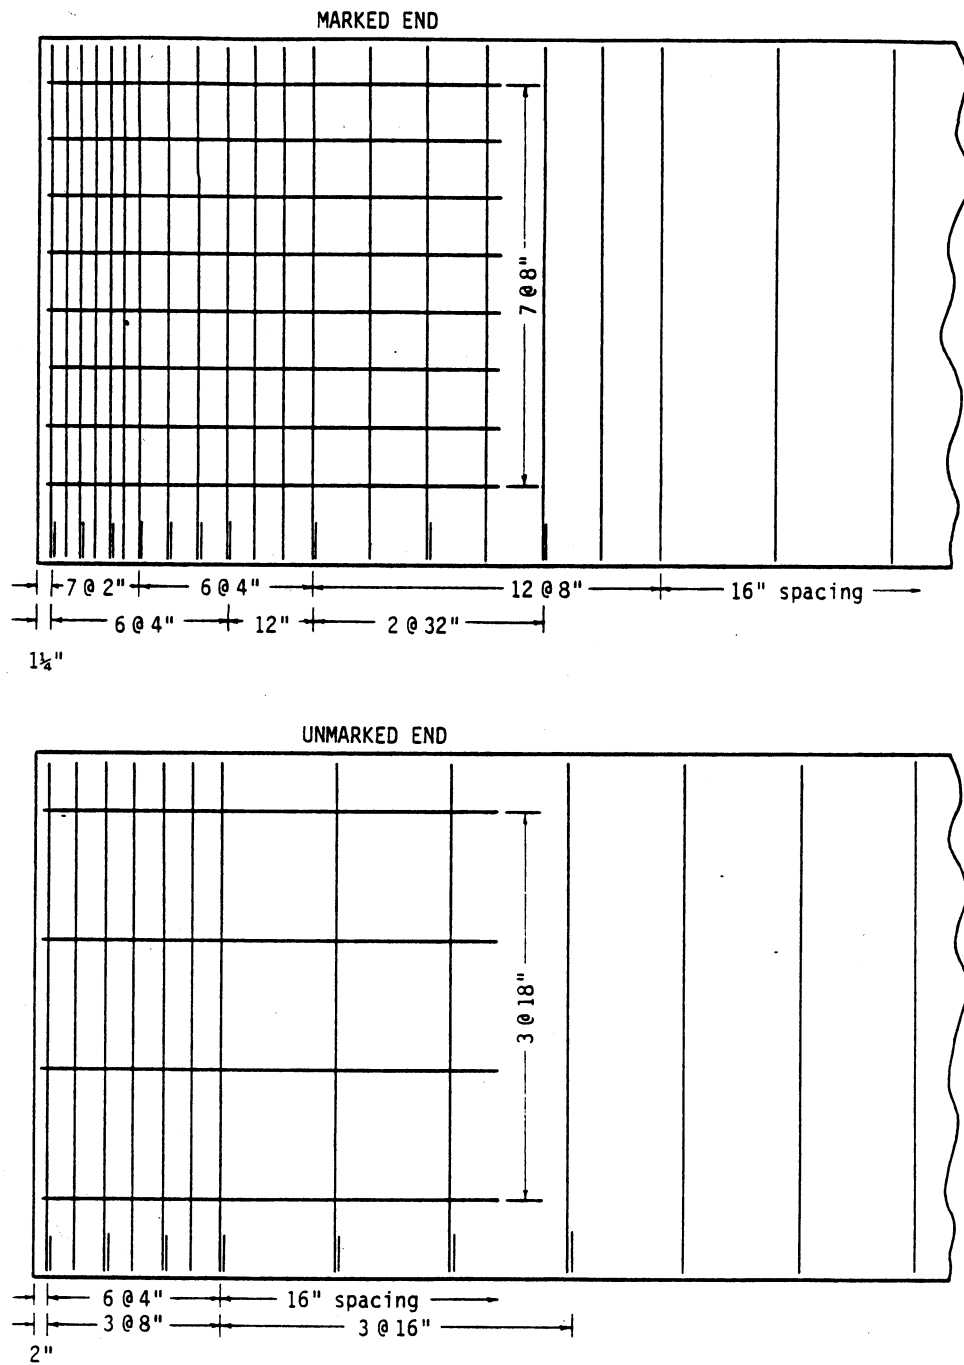 MARKED END
7 @ 8"
7 @ 2" 6 @ 4" 12 @ 8" 16" spacing
6 @ 4" 12" 2 @ 32"
1¼"
UNMARKED END
3 @ 18"
6 @ 4" 16" spacing
3 @ 8" 3 @ 16"
2"